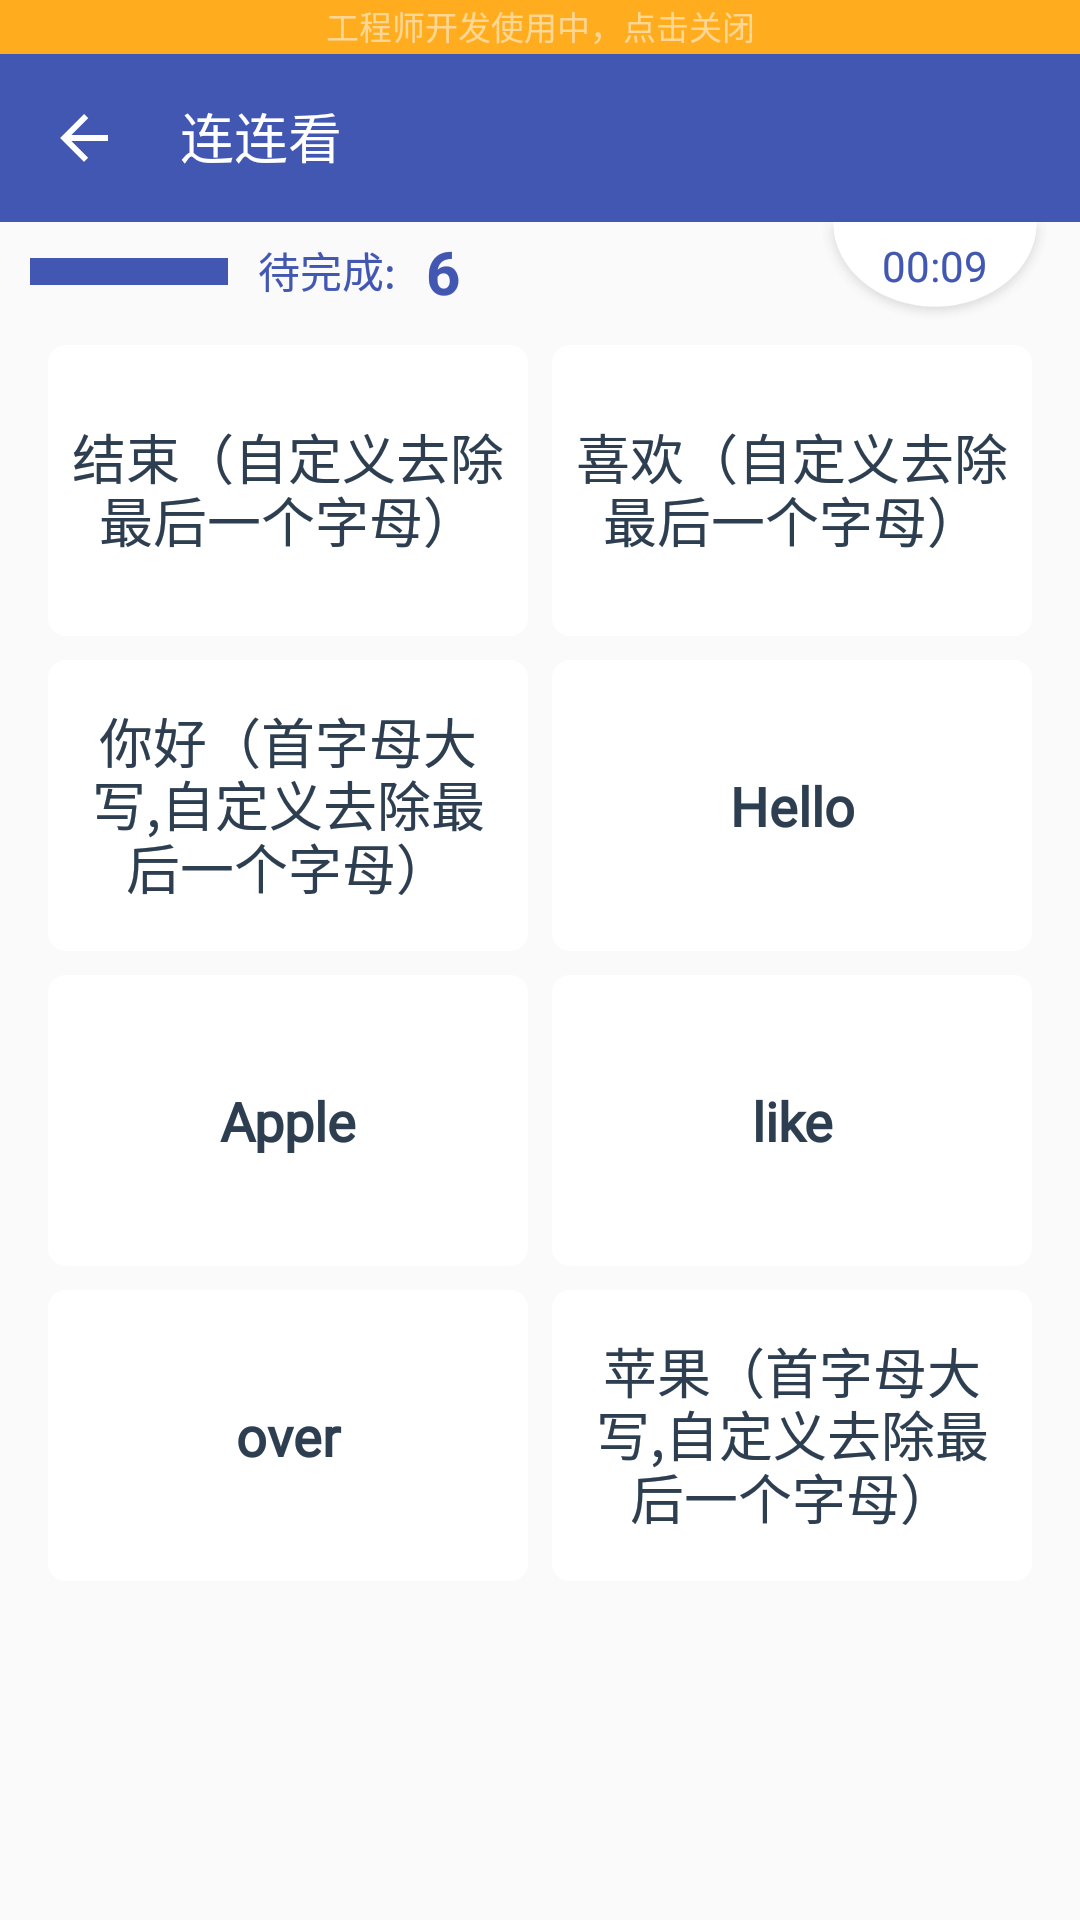 工程师开发使用中，点击关闭
连连看
待完成: 6
00:09
结束（自定义去除
最后一个字母）
喜欢（自定义去除
最后一个字母）
你好（首字母大
写,自定义去除最
后一个字母）
Hello
Apple
like
over
苹果（首字母大
写,自定义去除最
后一个字母）